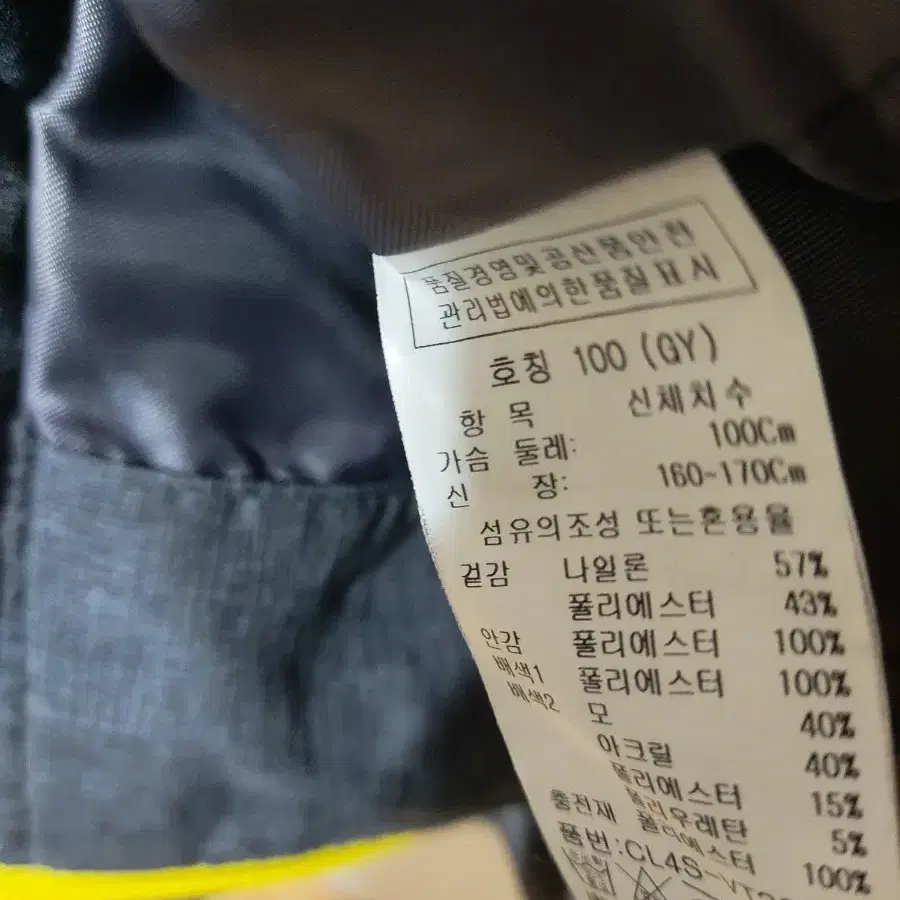 품질경영및공산품안전
관리법에의한품질표시
호칭 100 (GY)
항 목 신체치수
가슴 둘레: 100Cm
신 장: 160~170Cm
섬유의조성 또는혼용율
겉감 나일론 57%
폴리에스터 43%
안감 폴리에스터 100%
배색1 폴리에스터 100%
배색2 모 40%
아크릴 40%
폴리에스터 15%
폴리우레탄 5%
충전재 폴리에스터 100%
품번:CL4S-